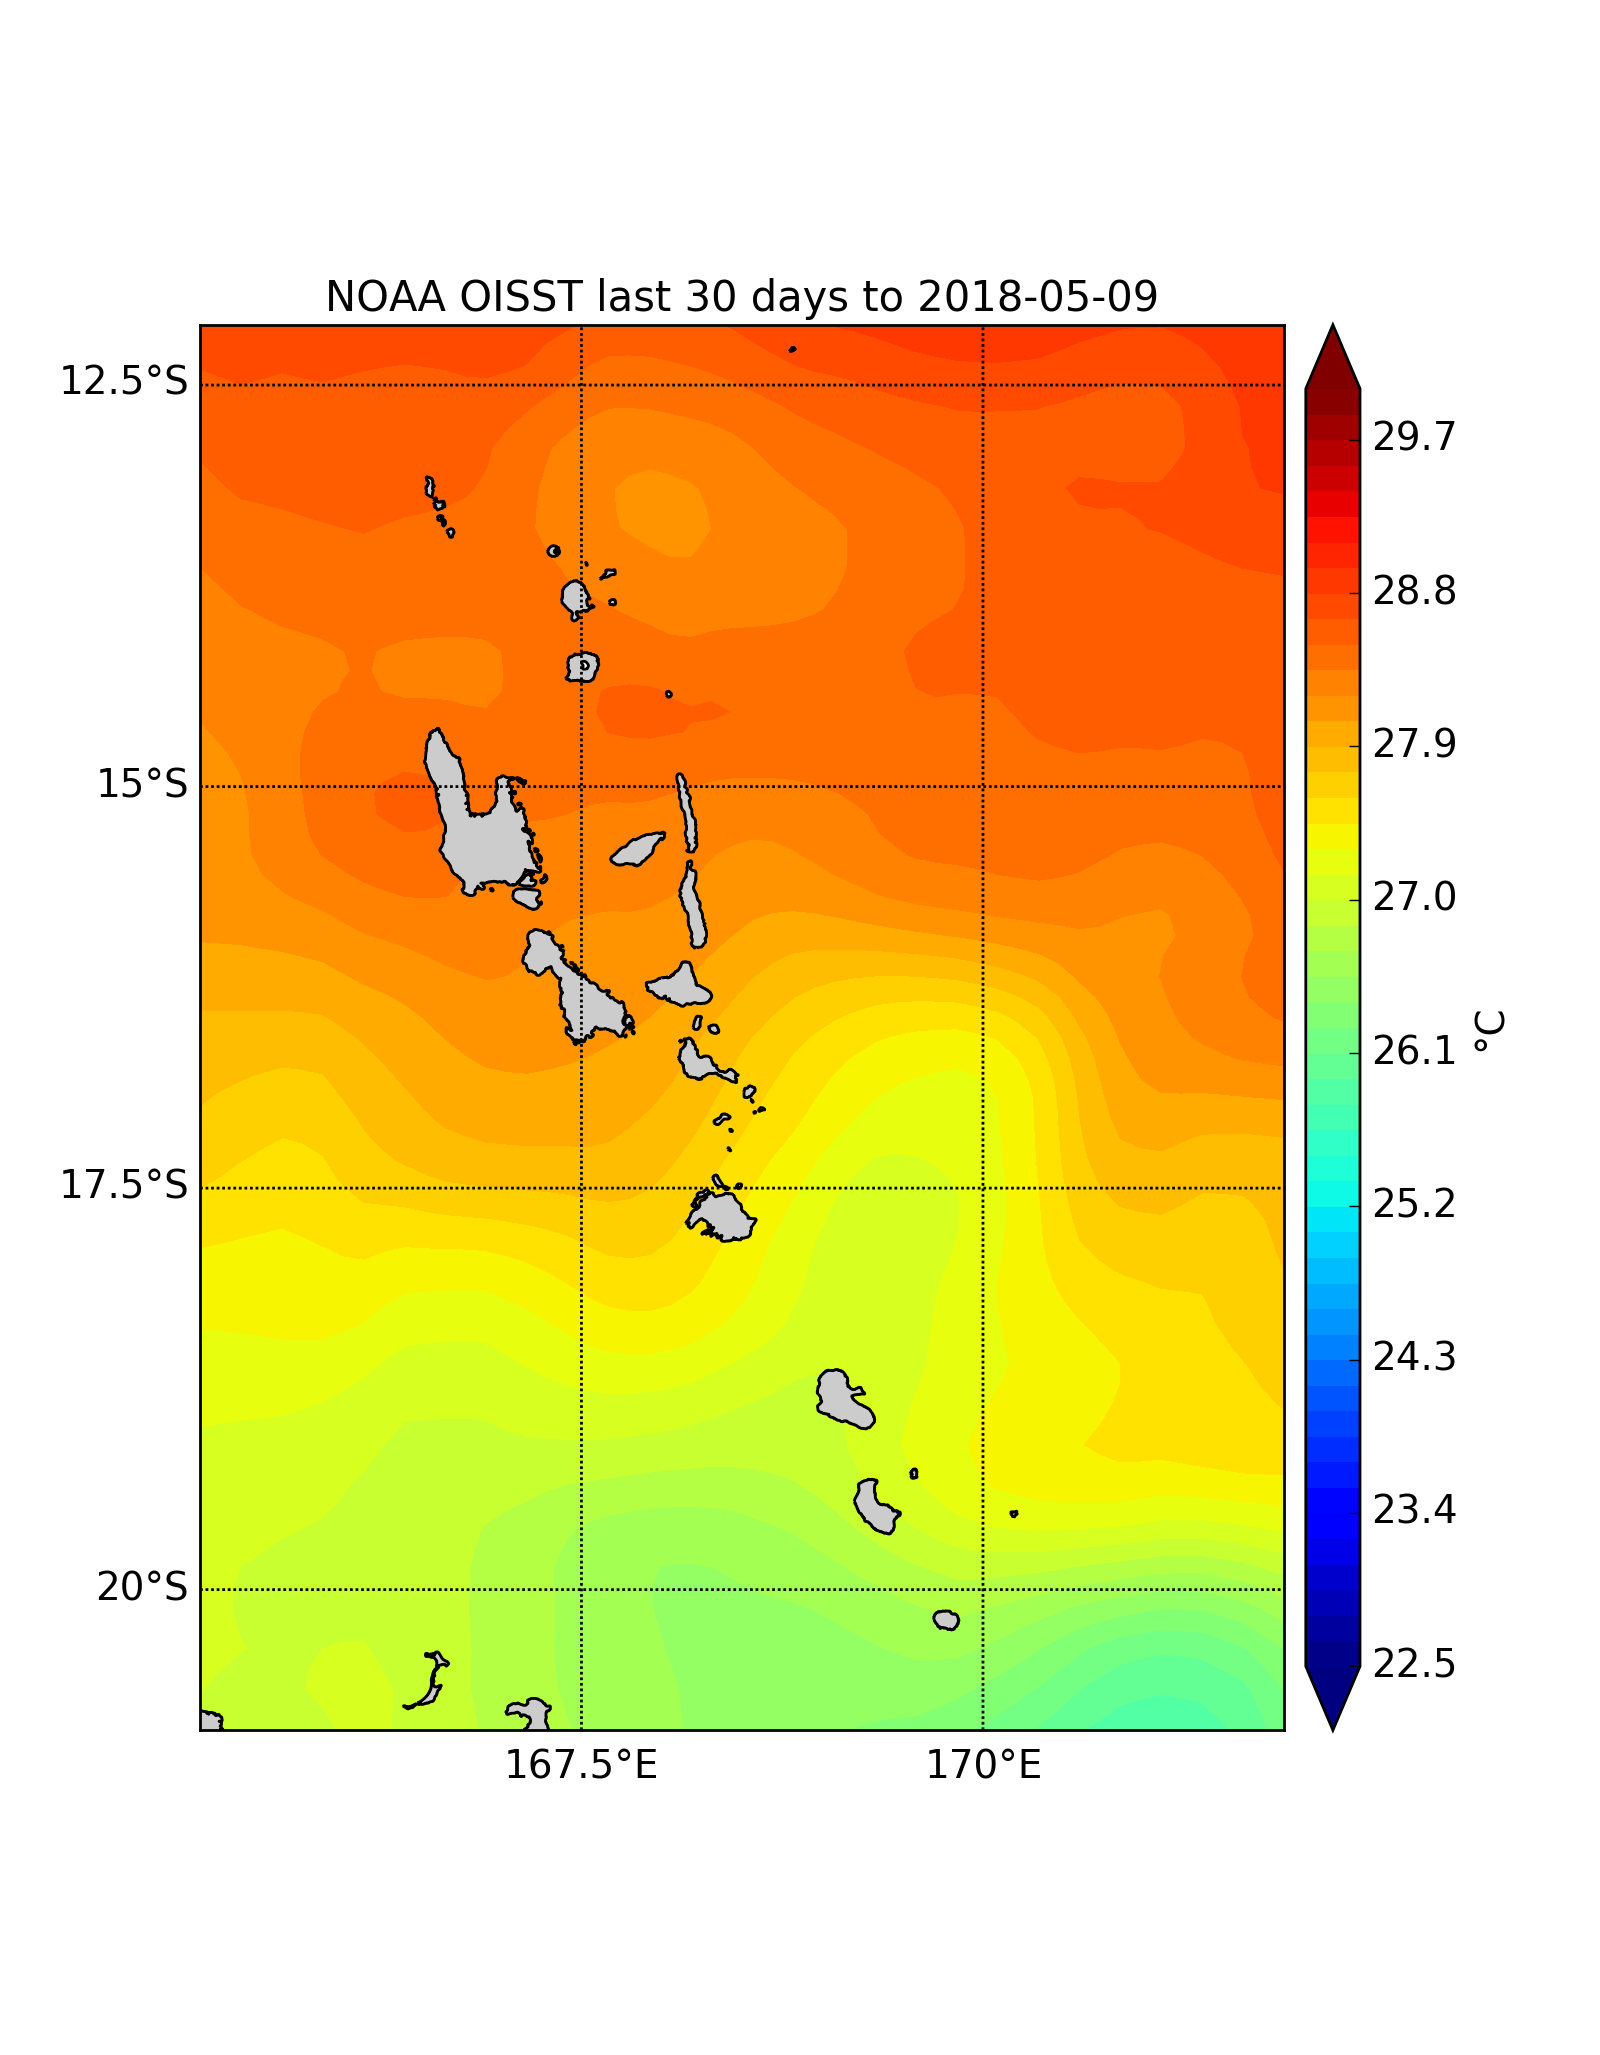 NOAA OISST last 30 days to 2018-05-09
12.5°S
15°S
17.5°S
20°S
167.5°E
170°E
29.7
28.8
27.9
27.0
26.1
25.2
24.3
23.4
22.5
°C